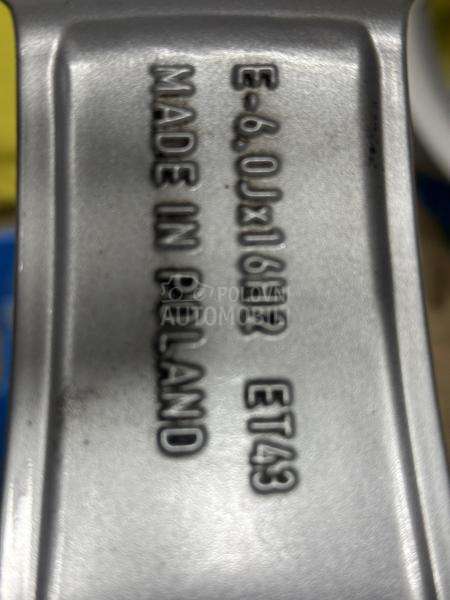 E-6.0Jx16H2 ET43
MADE IN POLAND
POLOVNI
AUTOMOBILI